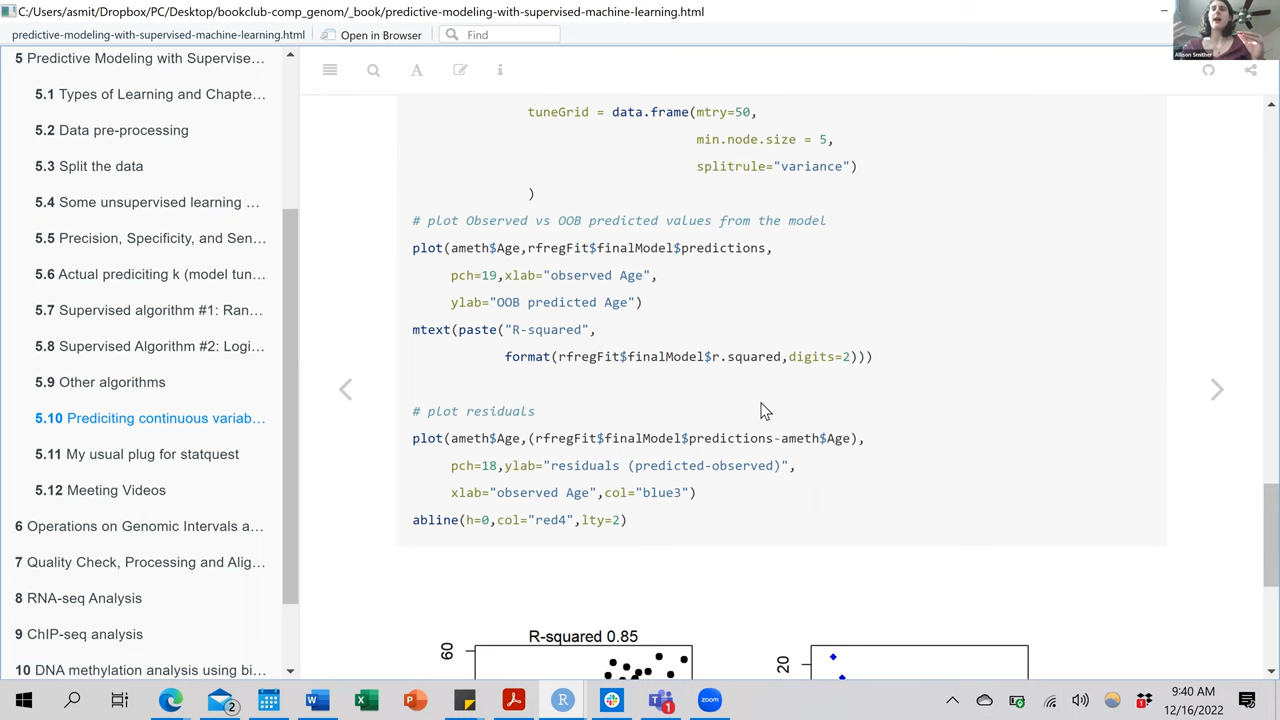 C:/Users/asmit/Dropbox/PC/Desktop/bookclub-comp_genom/_book/predictive-modeling-with-supervised-machine-learning.html
predictive-modeling-with-supervised-machine-learning.html
Open in Browser
Find
Allison Smither
5 Predictive Modeling with Supervise...
5.1 Types of Learning and Chapte...
5.2 Data pre-processing
5.3 Split the data
5.4 Some unsupervised learning ...
5.5 Precision, Specificity, and Sen...
5.6 Actual prediciting k (model tun...
5.7 Supervised algorithm #1: Ran...
5.8 Supervised Algorithm #2: Logi...
5.9 Other algorithms
5.10 Prediciting continuous variab...
5.11 My usual plug for statquest
5.12 Meeting Videos
6 Operations on Genomic Intervals a...
7 Quality Check, Processing and Alig...
8 RNA-seq Analysis
9 ChIP-seq analysis
10 DNA methylation analysis using bi...
tuneGrid = data.frame(mtry=50,
min.node.size = 5,
splitrule="variance")
)
# plot Observed vs OOB predicted values from the model
plot(ameth$Age,rfregFit$finalModel$predictions,
pch=19,xlab="observed Age",
ylab="OOB predicted Age")
mtext(paste("R-squared",
format(rfregFit$finalModel$r.squared,digits=2)))
# plot residuals
plot(ameth$Age,(rfregFit$finalModel$predictions-ameth$Age),
pch=18,ylab="residuals (predicted-observed)",
xlab="observed Age",col="blue3")
abline(h=0,col="red4",lty=2)
R-squared 0.85
60
20
2
1
1
9:40 AM
12/16/2022